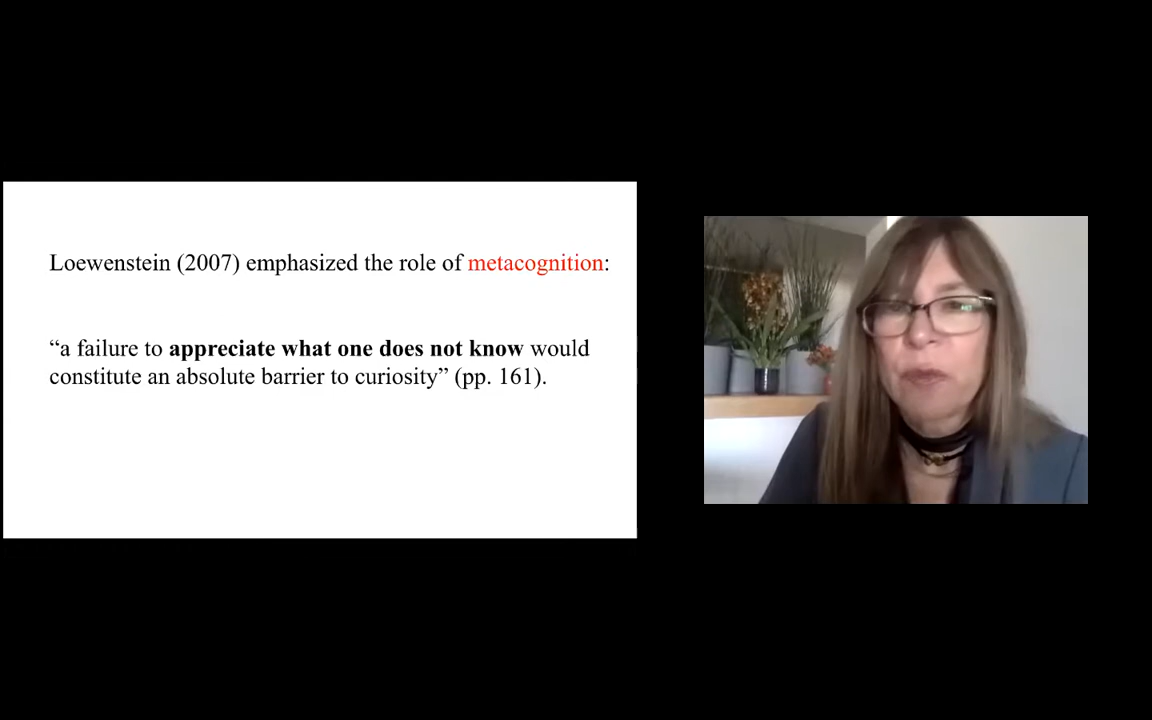 Loewenstein (2007) emphasized the role of metacognition:
“a failure to appreciate what one does not know would
constitute an absolute barrier to curiosity” (pp. 161).